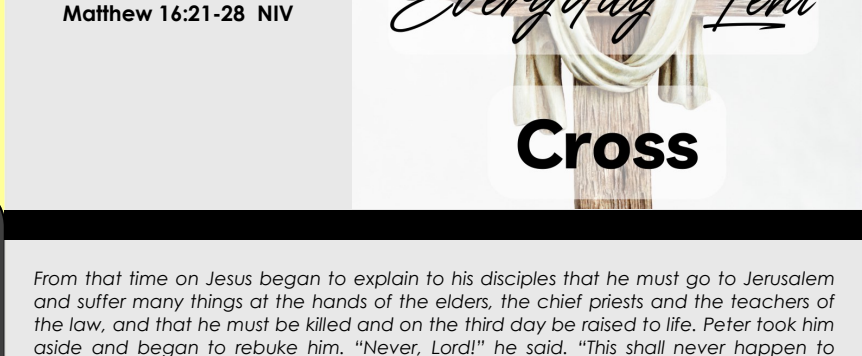 Matthew 16:21-28 NIV
Everyday Lent
Cross
From that time on Jesus began to explain to his disciples that he must go to Jerusalem
and suffer many things at the hands of the elders, the chief priests and the teachers of
the law, and that he must be killed and on the third day be raised to life. Peter took him
aside and began to rebuke him. “Never, Lord!” he said. “This shall never happen to